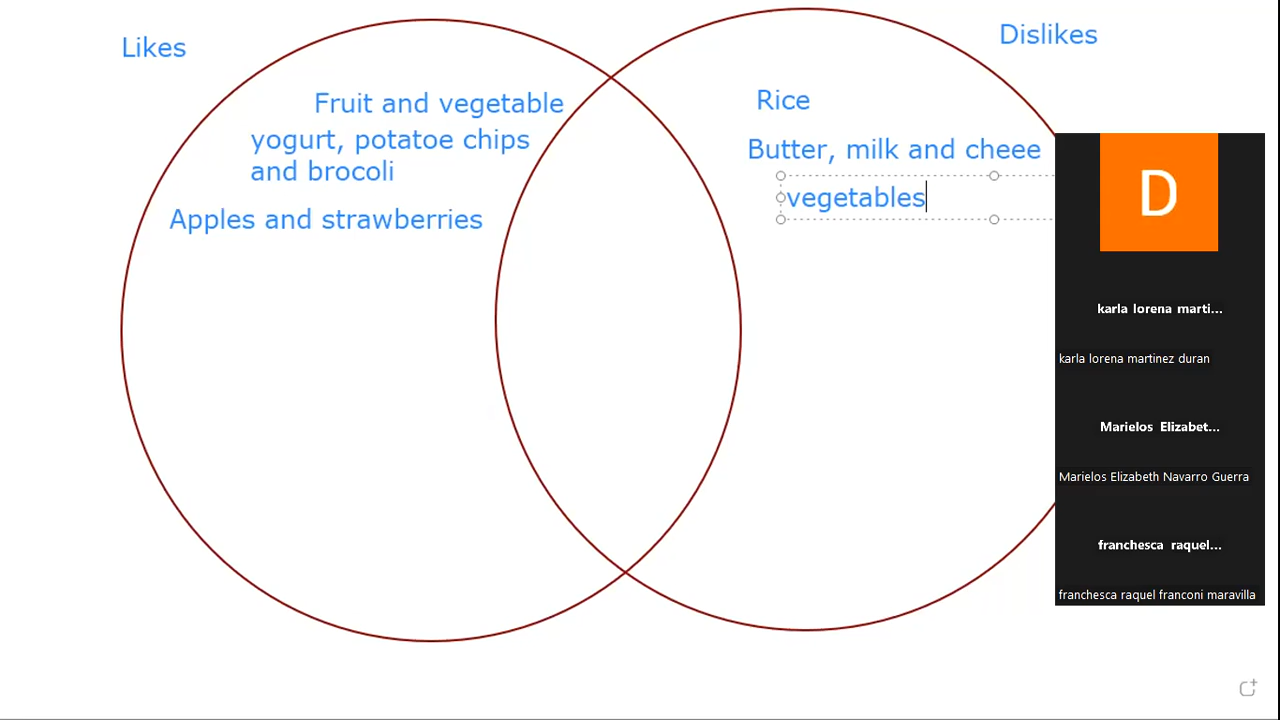 Likes
Dislikes
Fruit and vegetable
yogurt, potatoe chips
and brocoli
Apples and strawberries
Rice
Butter, milk and cheee
vegetables
D
karla lorena marti...
karla lorena martinez duran
Marielos Elizabet...
Marielos Elizabeth Navarro Guerra
franchesca raquel...
franchesca raquel franconi maravilla